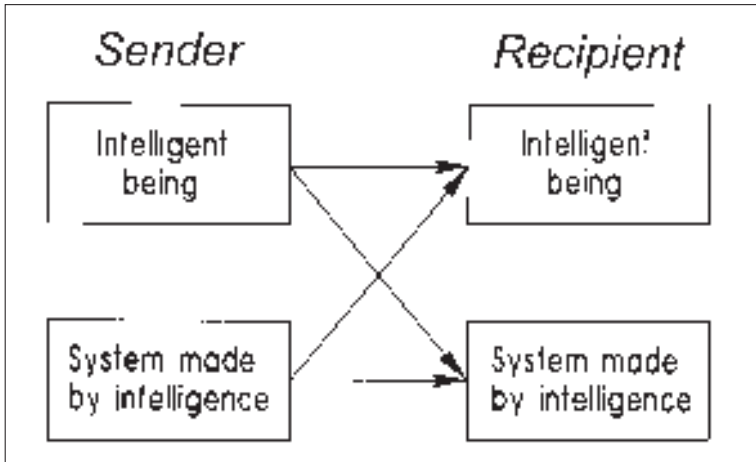 Sender
Recipient
Intelligent
being
Intelligent
being
System made
by intelligence
System made
by intelligence